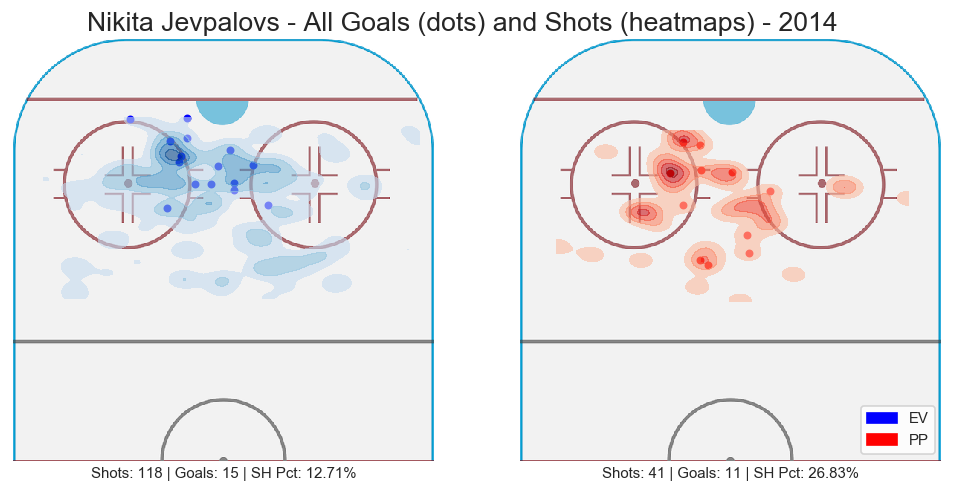 Nikita Jevpalovs - All Goals (dots) and Shots (heatmaps) - 2014
EV
PP
Shots: 118 | Goals: 15 | SH Pct: 12.71%
Shots: 41 | Goals: 11 | SH Pct: 26.83%